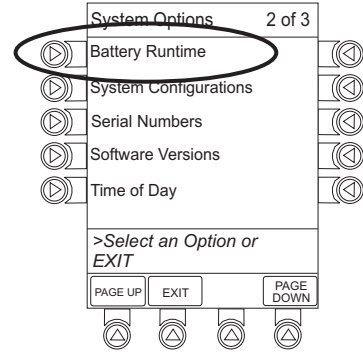 System Options 2 of 3
Battery Runtime
System Configurations
Serial Numbers
Software Versions
Time of Day
>Select an Option or
EXIT
PAGE UP EXIT PAGE
DOWN